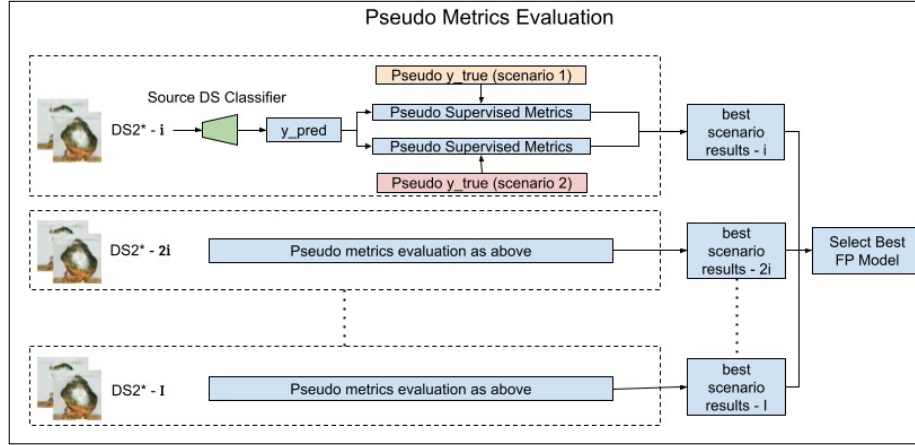 Pseudo Metrics Evaluation
Pseudo y_true (scenario 1)
Source DS Classifier
DS2* - i
y_pred
Pseudo Supervised Metrics
Pseudo Supervised Metrics
Pseudo y_true (scenario 2)
best
scenario
results - i
DS2* - 2i
Pseudo metrics evaluation as above
best
scenario
results - 2i
Select Best
FP Model
DS2* - I
Pseudo metrics evaluation as above
best
scenario
results - I